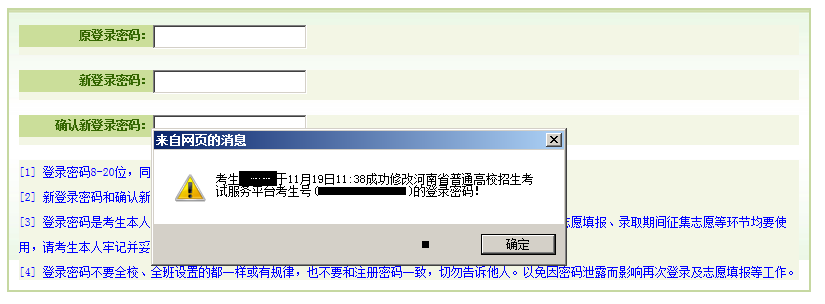 原登录密码：
新登录密码：
确认新登录密码：
来自网页的消息
考生于11月19日11:38成功修改河南省普通高校招生考
试服务平台考生号()的登录密码！
确定
[1] 登录密码8-20位，同
[2] 新登录密码和确认新
[3] 登录密码是考生本人 志愿填报、录取期间征集志愿等环节均要使
用，请考生本人牢记并妥
[4] 登录密码不要全校、全班设置的都一样或有规律，也不要和注册密码一致，切勿告诉他人。以免因密码泄露而影响再次登录及志愿填报等工作。